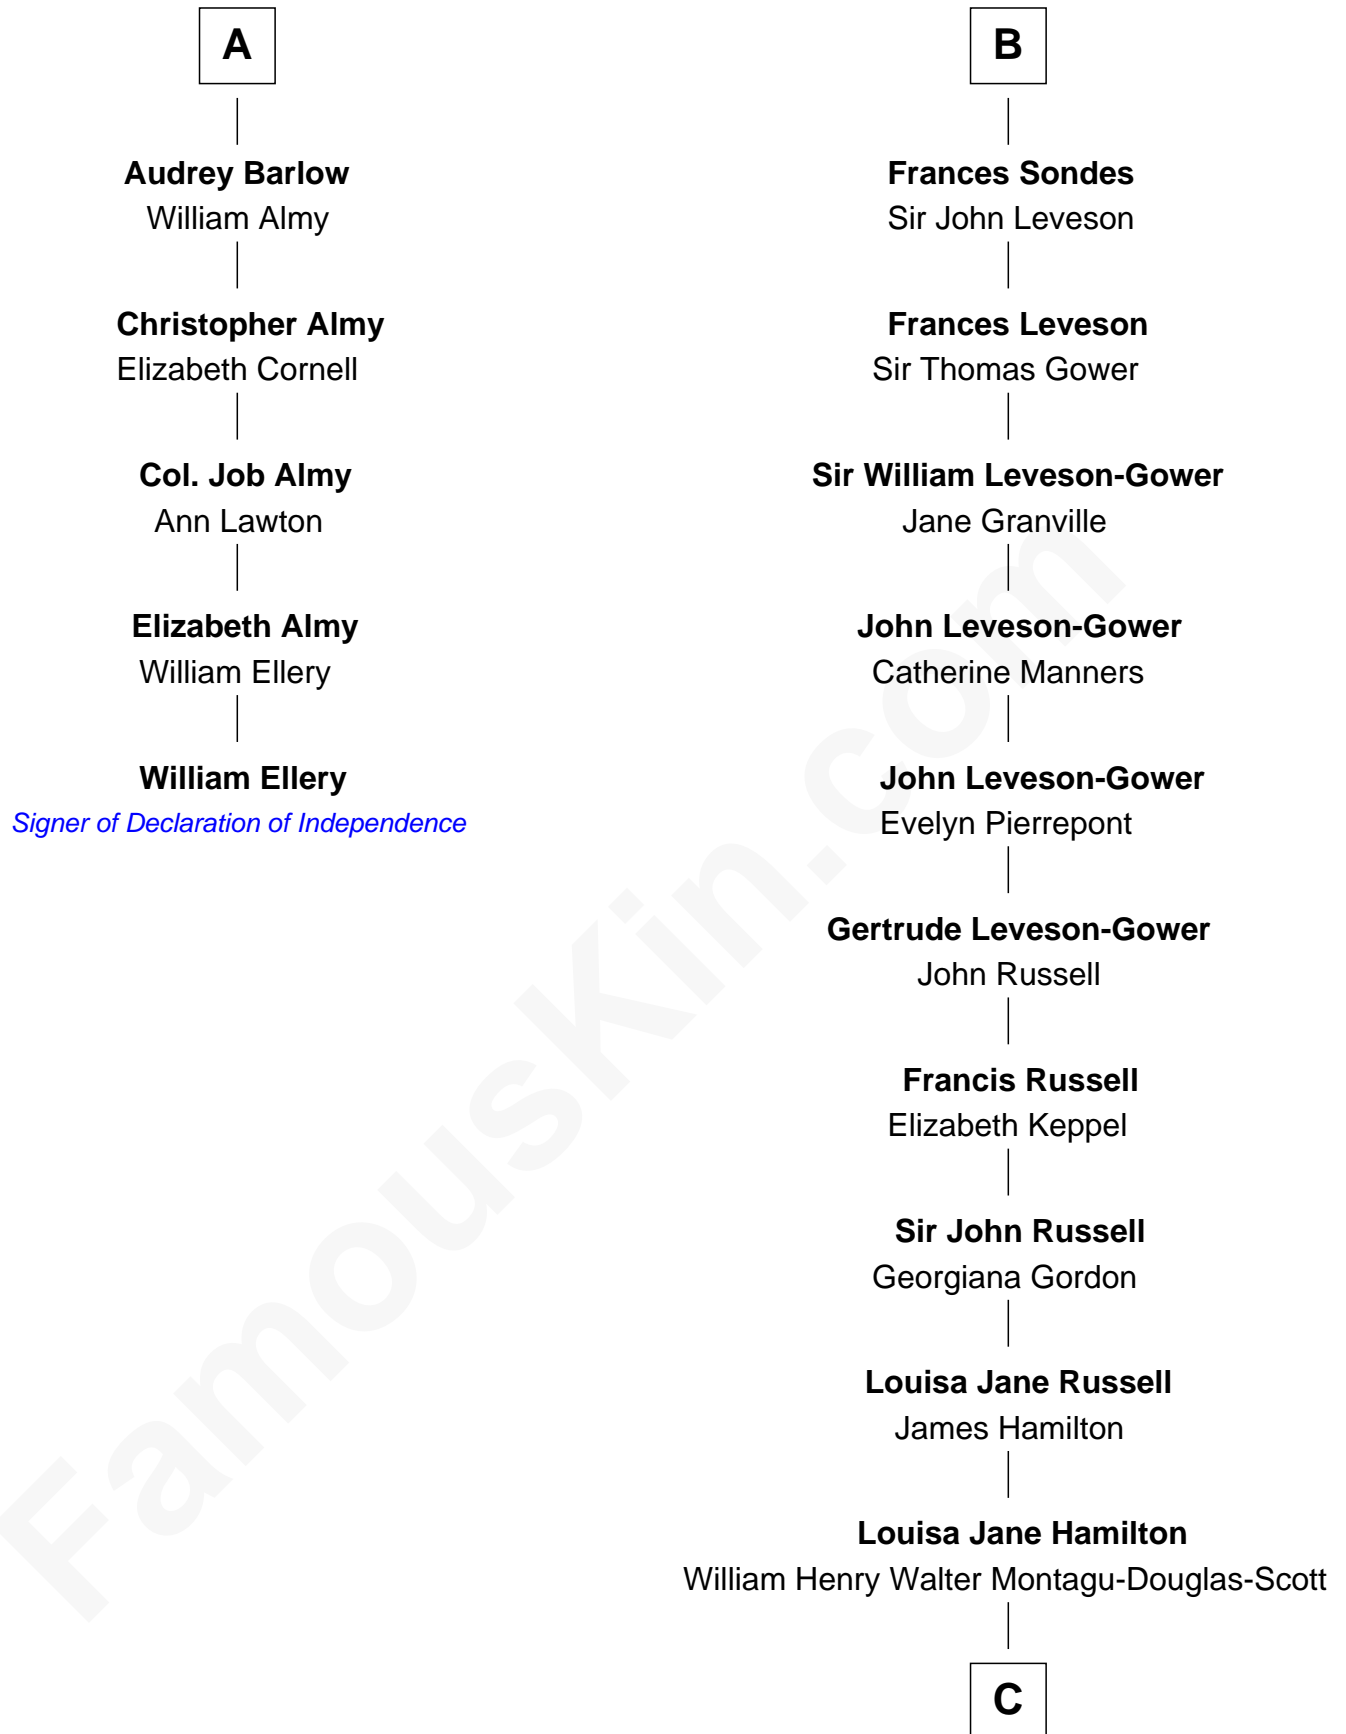 A
Audrey Barlow
William Almy
Christopher Almy
Elizabeth Cornell
Col. Job Almy
Ann Lawton
Elizabeth Almy
William Ellery
William Ellery
Signer of Declaration of Independence
B
Frances Sondes
Sir John Leveson
Frances Leveson
Sir Thomas Gower
Sir William Leveson-Gower
Jane Granville
John Leveson-Gower
Catherine Manners
John Leveson-Gower
Evelyn Pierrepont
Gertrude Leveson-Gower
John Russell
Francis Russell
Elizabeth Keppel
Sir John Russell
Georgiana Gordon
Louisa Jane Russell
James Hamilton
Louisa Jane Hamilton
William Henry Walter Montagu-Douglas-Scott
C
FamousKin.com